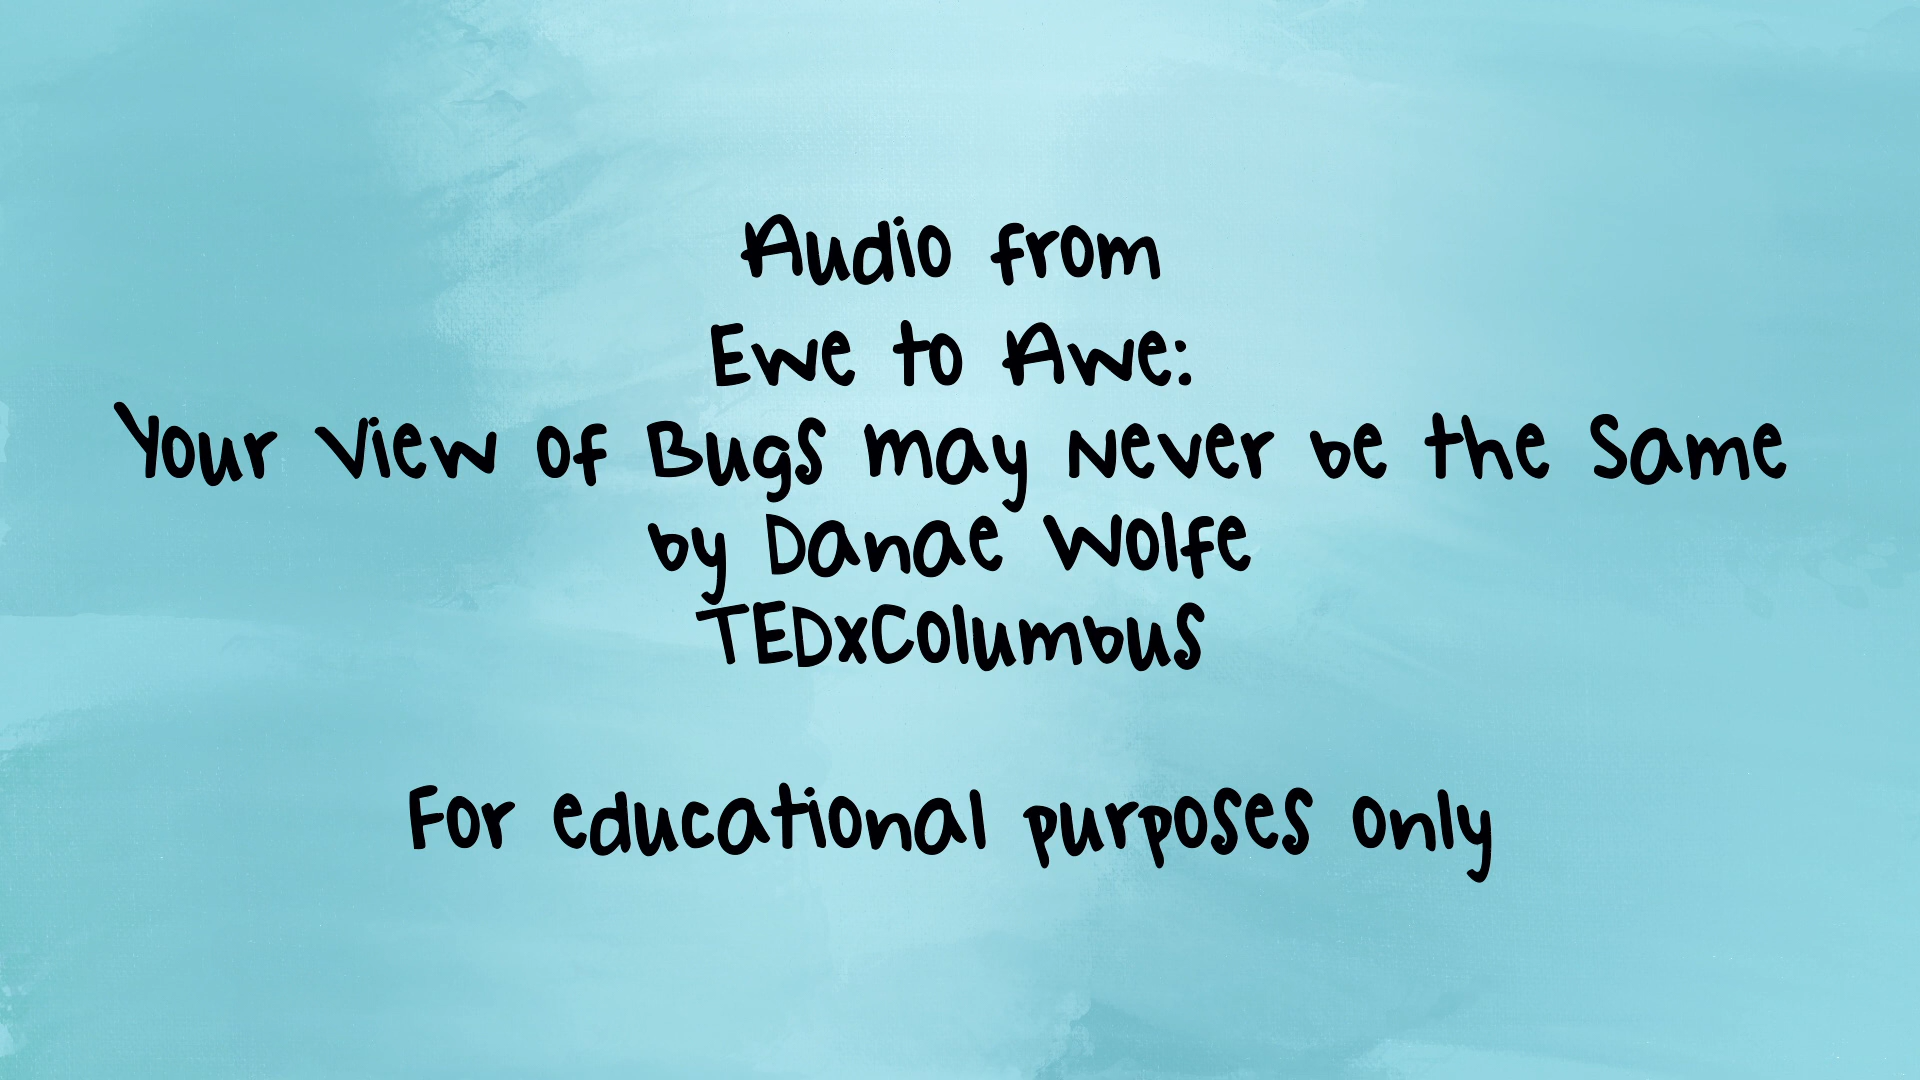 Audio from
Ewe to Awe:
Your View of Bugs may Never be the Same
by Danae Wolfe
TEDxColumbus
For educational purposes only